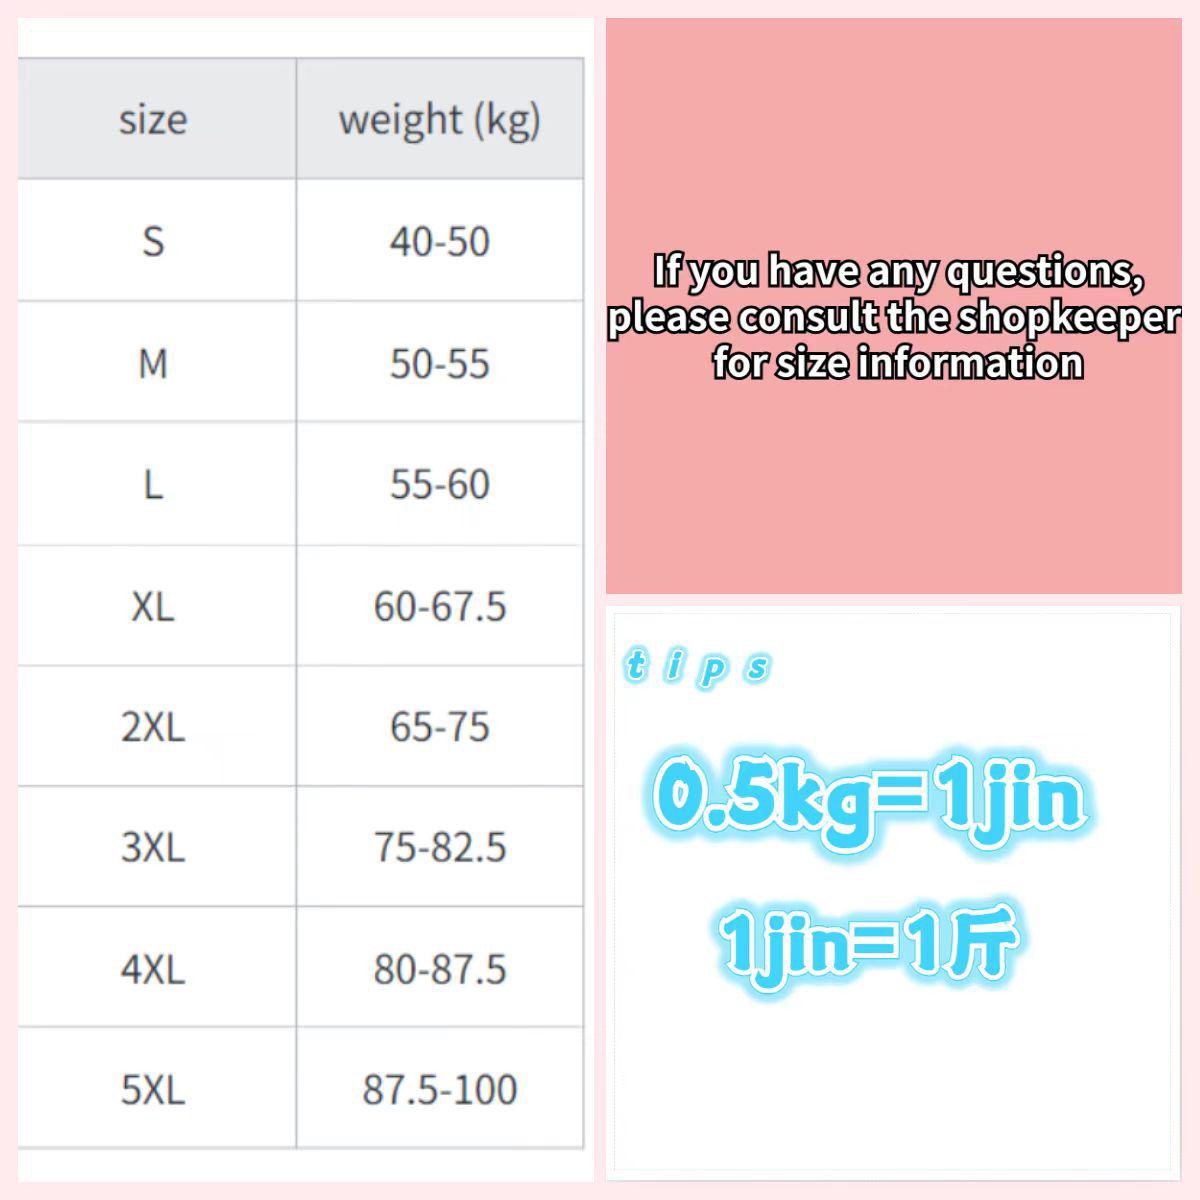 size weight (kg)
S 40-50
M 50-55
L 55-60
XL 60-67.5
2XL 65-75
3XL 75-82.5
4XL 80-87.5
5XL 87.5-100
If you have any questions,
please consult the shopkeeper
for size information
tips
0.5kg=1jin
1jin=1斤